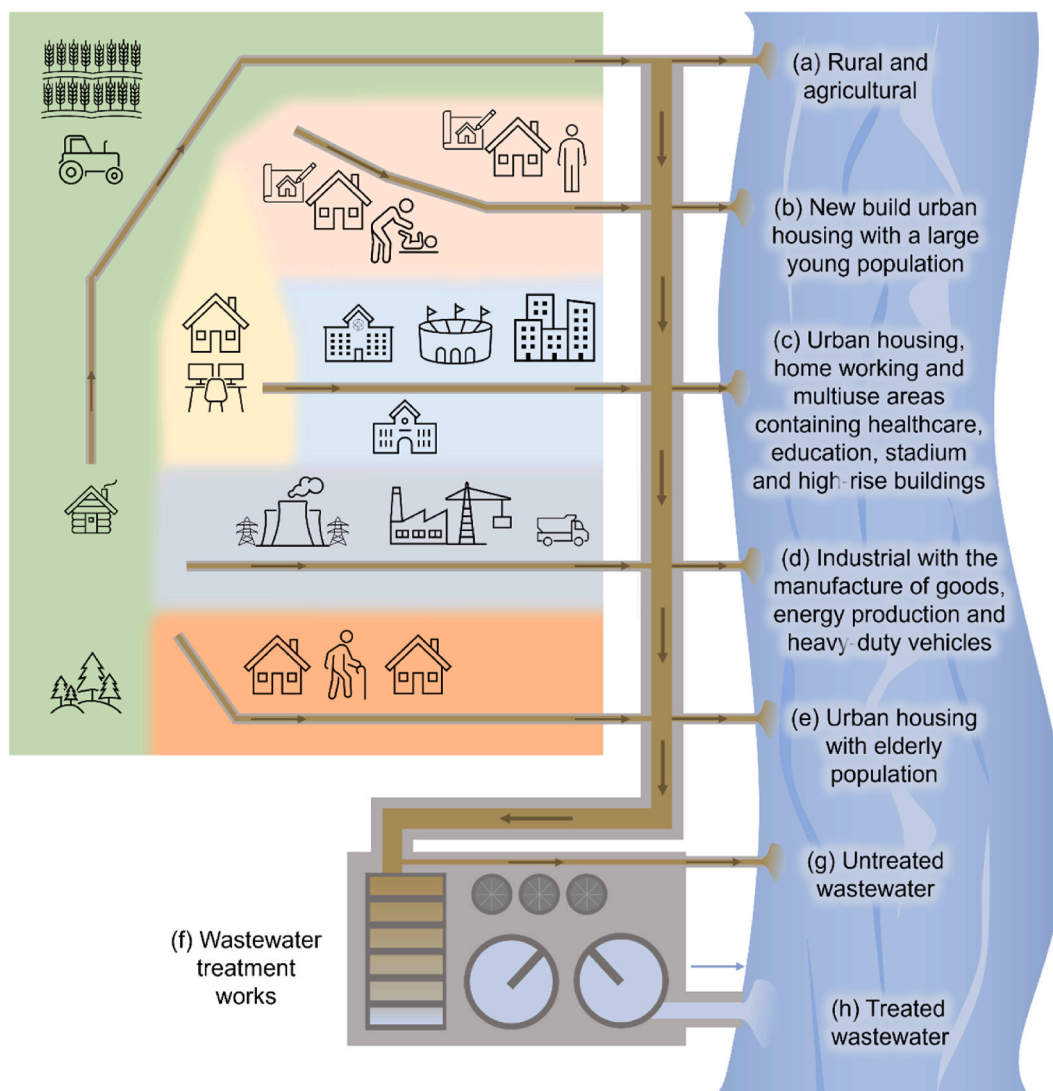 (a) Rural and
agricultural
(b) New build urban
housing with a large
young population
(c) Urban housing,
home working and
multiuse areas
containing healthcare,
education, stadium
and high-rise buildings
(d) Industrial with the
manufacture of goods,
energy production and
heavy-duty vehicles
(e) Urban housing
with elderly
population
(g) Untreated
wastewater
(f) Wastewater
treatment
works
(h) Treated
wastewater